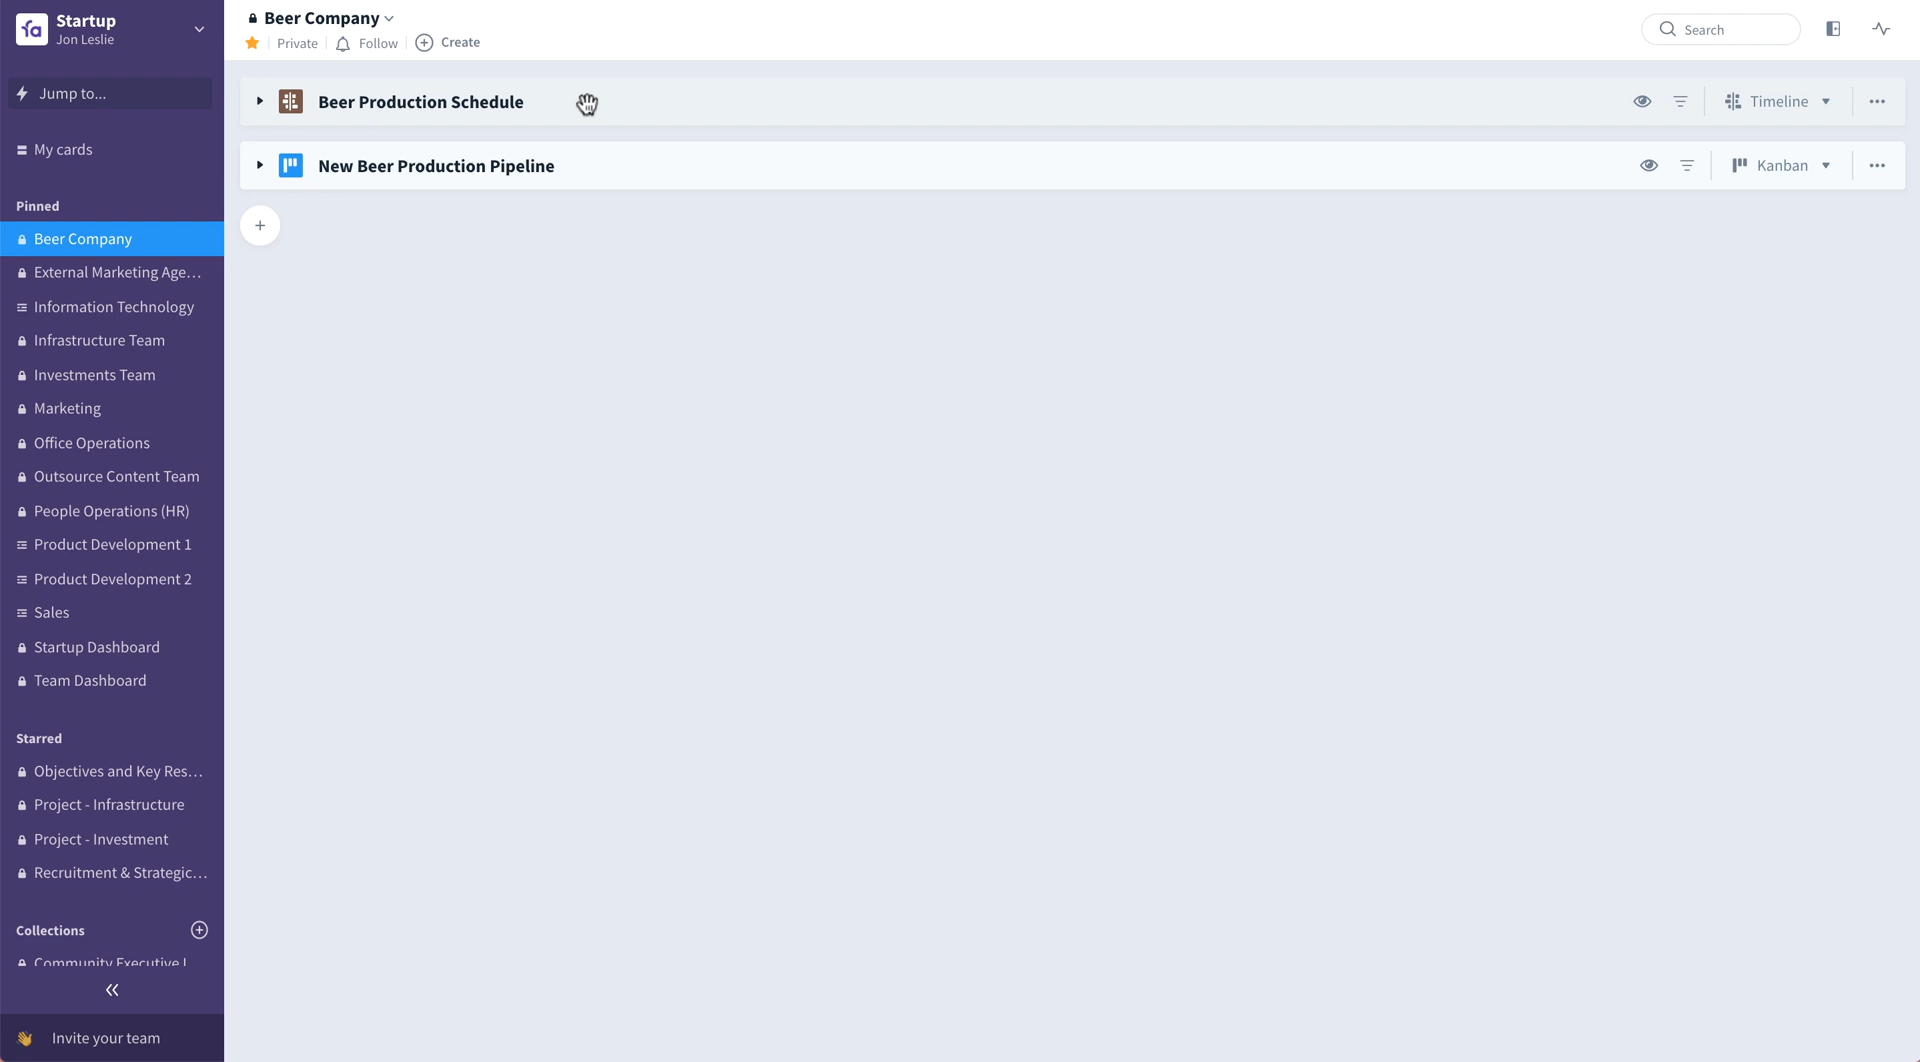 Startup
Jon Leslie
Jump to...
My cards
Pinned
Beer Company
External Marketing Age...
Information Technology
Infrastructure Team
Investments Team
Marketing
Office Operations
Outsource Content Team
People Operations (HR)
Product Development 1
Product Development 2
Sales
Startup Dashboard
Team Dashboard
Starred
Objectives and Key Res...
Project - Infrastructure
Project - Investment
Recruitment & Strategic...
Collections
Community Executive
Invite your team
Beer Company
Private Follow Create
Search
Beer Production Schedule Timeline
New Beer Production Pipeline Kanban